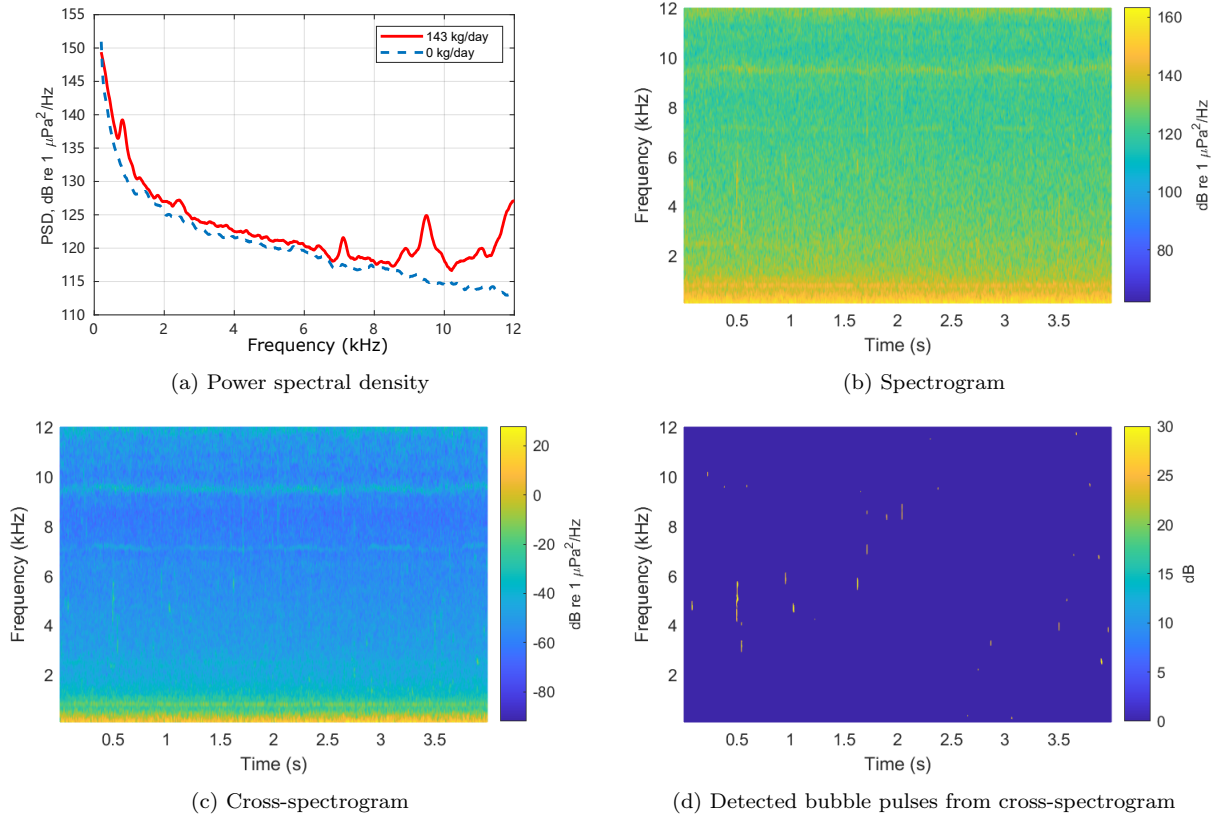 155
150
145
140
135
130
125
120
115
110
PSD, dB re 1 μPa²/Hz
143 kg/day
0 kg/day
0 2 4 6 8 10 12
Frequency (kHz)
(a) Power spectral density
12
10
8
6
4
2
Frequency (kHz)
0.5 1 1.5 2 2.5 3 3.5
Time (s)
160
140
120
100
80
dB re 1 μPa²/Hz
(b) Spectrogram
12
10
8
6
4
2
Frequency (kHz)
0.5 1 1.5 2 2.5 3 3.5
Time (s)
20
0
-20
-40
-60
-80
dB re 1 μPa²/Hz
(c) Cross-spectrogram
12
10
8
6
4
2
Frequency (kHz)
0.5 1 1.5 2 2.5 3 3.5
Time (s)
30
25
20
15
10
5
0
dB
(d) Detected bubble pulses from cross-spectrogram